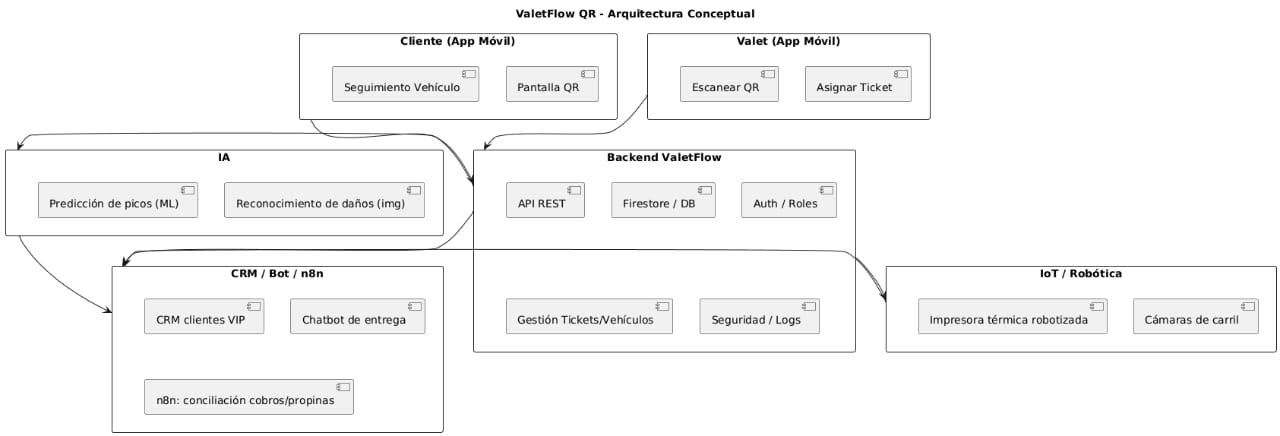 ValetFlow QR - Arquitectura Conceptual
Cliente (App Móvil)
Seguimiento Vehículo
Pantalla QR
Valet (App Móvil)
Escanear QR
Asignar Ticket
IA
Predicción de picos (ML)
Reconocimiento de daños (img)
Backend ValetFlow
API REST
Firestore / DB
Auth / Roles
Gestión Tickets/Vehículos
Seguridad / Logs
CRM / Bot / n8n
CRM clientes VIP
Chatbot de entrega
n8n: conciliación cobros/propinas
IoT / Robótica
Impresora térmica robotizada
Cámaras de carril